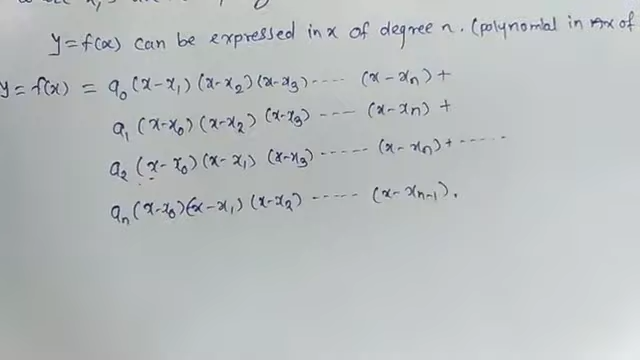 y=f(x) can be expressed in x of degree n. (polynomial in x of
y = f(x) = a₀(x-x₁) (x-x₂) (x-x₃)---- (x-xₙ) +
a₁ (x-x₀) (x-x₂) (x-x₃) ---- (x-xₙ) +
a₂ (x-x₀) (x-x₁) (x-x₃)----- (x-xₙ)+-----
aₙ (x-x₀) (x-x₁) (x-x₂) ----- (x-xₙ₋₁).